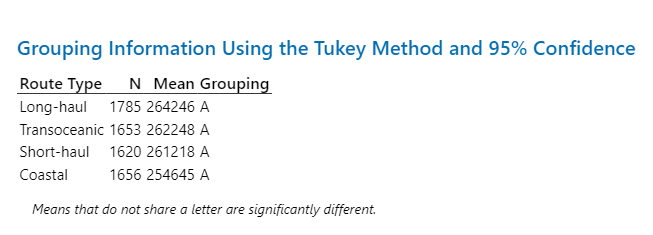 Grouping Information Using the Tukey Method and 95% Confidence
Route Type N Mean Grouping
Long-haul 1785 264246 A
Transoceanic 1653 262248 A
Short-haul 1620 261218 A
Coastal 1656 254645 A
Means that do not share a letter are significantly different.